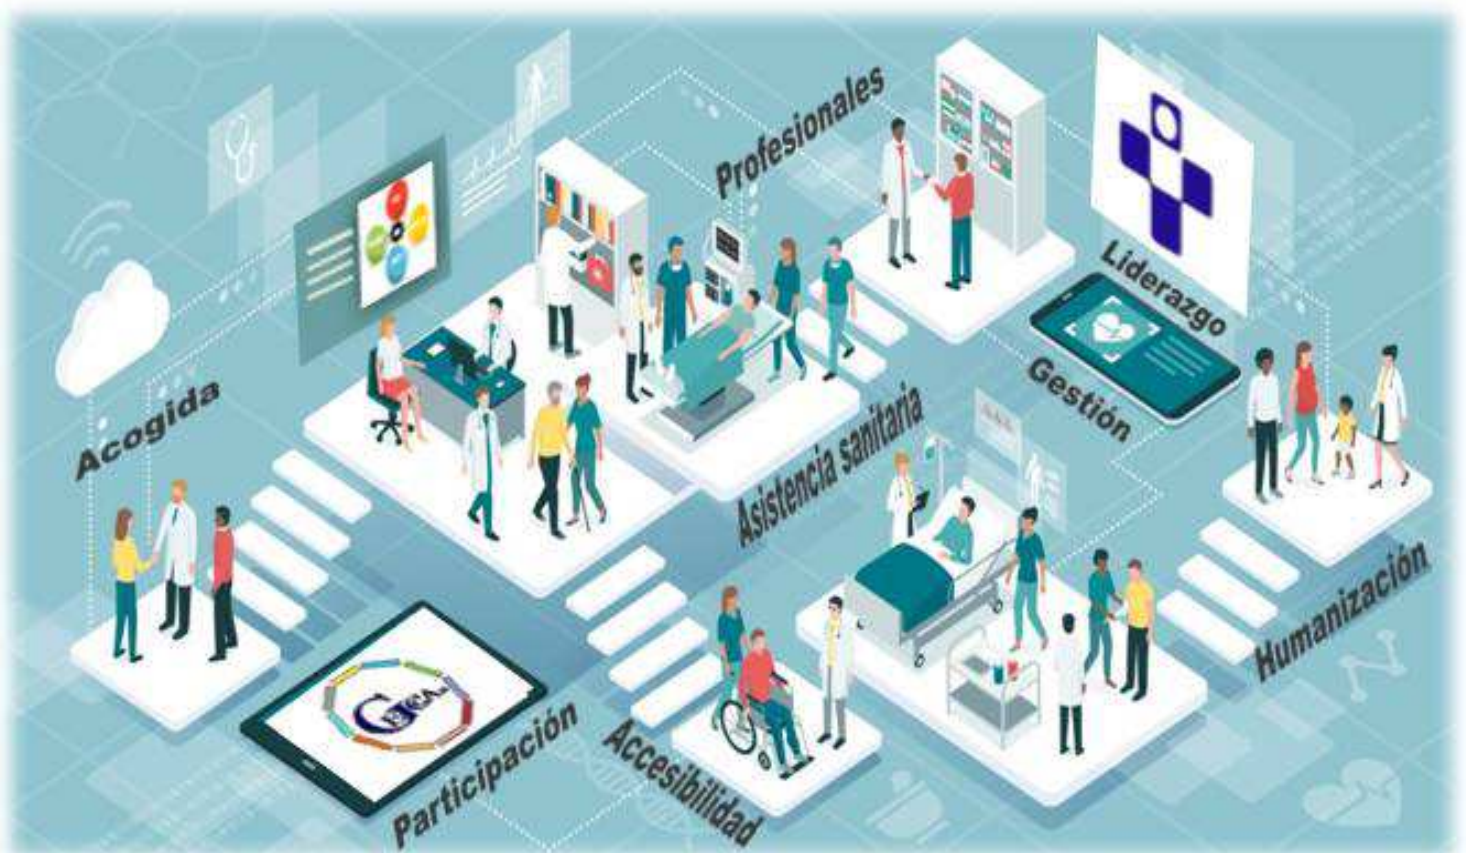 Profesionales
Liderazgo
Gestión
Acogida
Asistencia sanitaria
Humanización
Participación
Accesibilidad